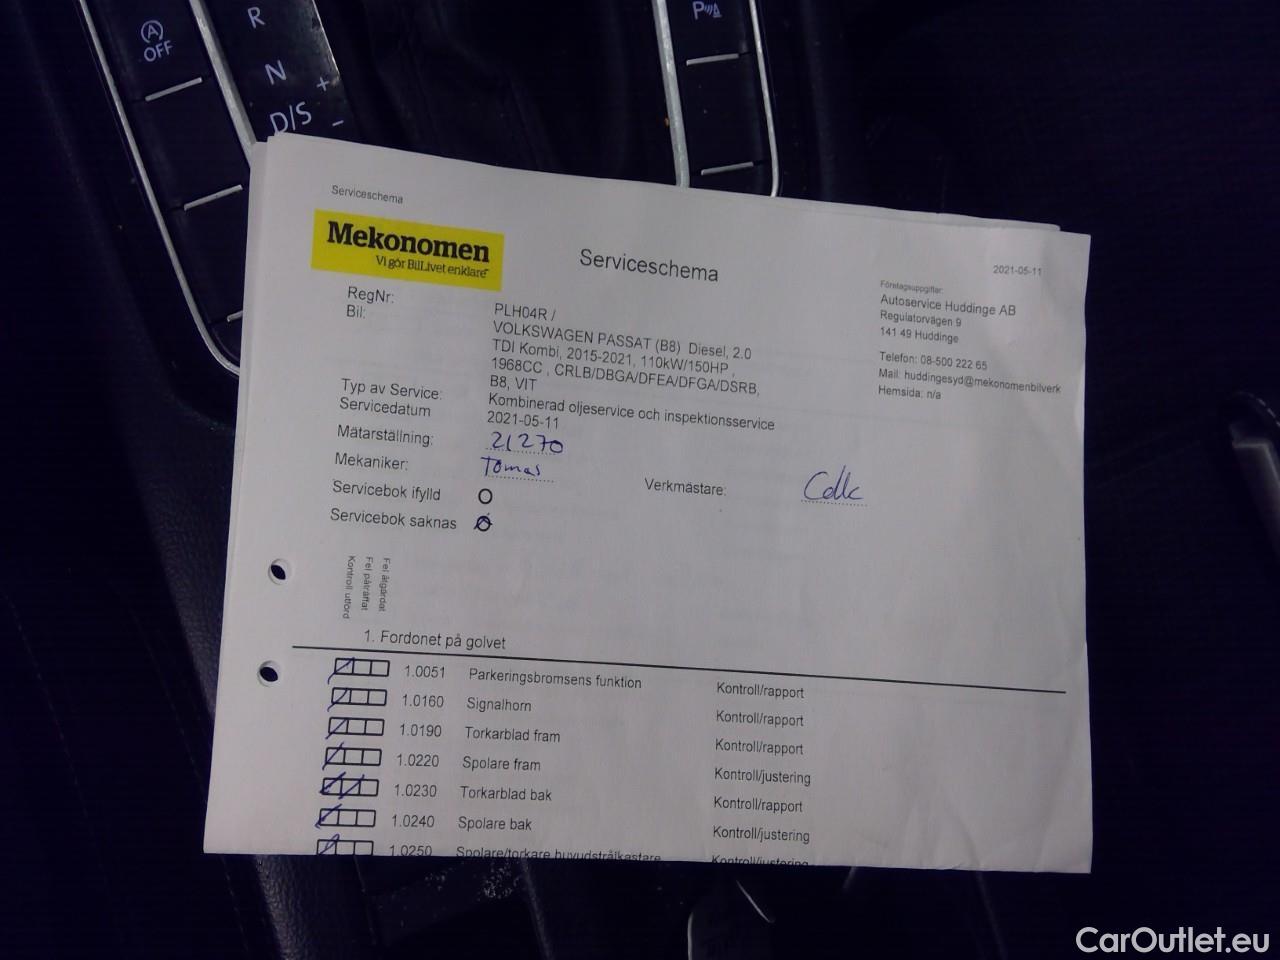 A
OFF
R
N
D/S
+
-
P
Serviceschema
Mekonomen
Vi gör BilLivet enklare
Serviceschema
2021-05-11
Företagsuppgifter:
Autoservice Huddinge AB
Regulatorvägen 9
141 49 Huddinge
Telefon: 08-500 222 65
Mail: huddingesyd@mekonomenbilverk
Hemsida: n/a
RegNr: PLH04R /
Bil: VOLKSWAGEN PASSAT (B8) Diesel, 2.0
TDI Kombi, 2015-2021, 110kW/150HP ,
1968CC , CRLB/DBGA/DFEA/DFGA/DSRB,
B8, VIT
Typ av Service: Kombinerad oljeservice och inspektionsservice
Servicedatum 2021-05-11
Mätarställning: 21270
Mekaniker: Tomas
Verkmästare:
Servicebok ifylld
Servicebok saknas
Fel åtgärdat
Fel påträffat
Kontroll utförd
1. Fordonet på golvet
1.0051 Parkeringsbromsens funktion Kontroll/rapport
1.0160 Signalhorn Kontroll/rapport
1.0190 Torkarblad fram Kontroll/rapport
1.0220 Spolare fram Kontroll/justering
1.0230 Torkarblad bak Kontroll/rapport
1.0240 Spolare bak Kontroll/justering
1.0250 Spolare/torkare huvudstrålkastare Kontroll/justering
CarOutlet.eu